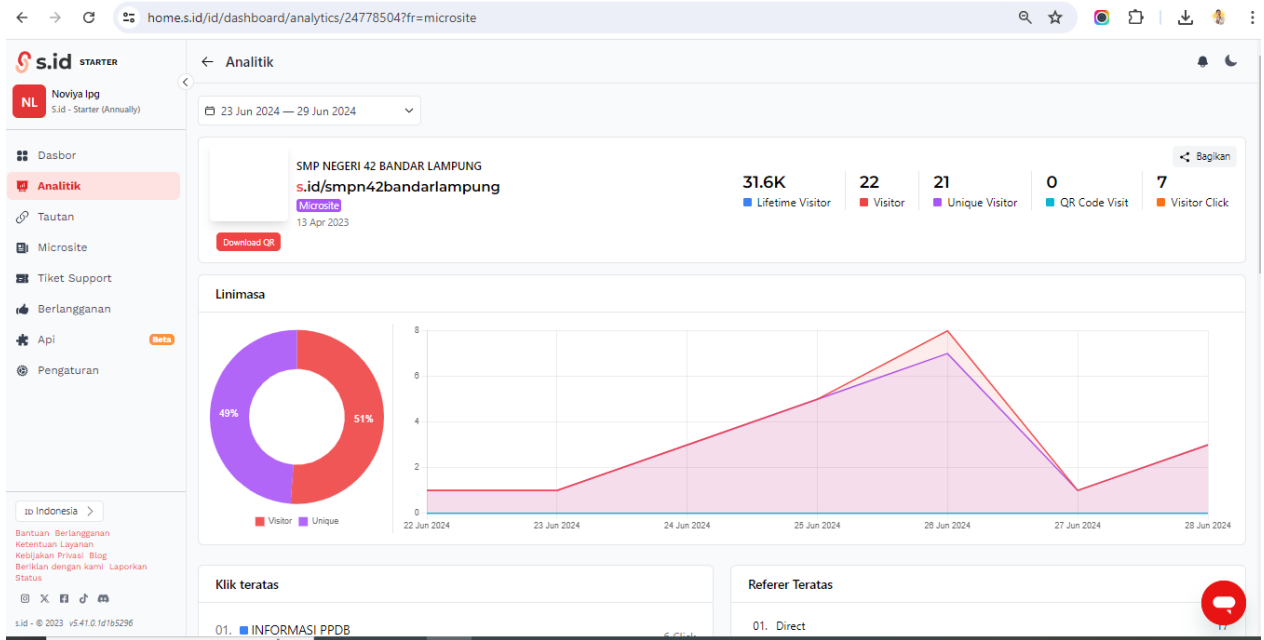 home.s.id/id/dashboard/analytics/24778504?fr=microsite
s.id STARTER
NL
Noviya lpg
S.id - Starter (Annually)
Dasbor
Analitik
Tautan
Microsite
Tiket Support
Berlangganan
Api Beta
Pengaturan
ID Indonesia
Bantuan Berlangganan
Ketentuan Layanan
Kebijakan Privasi Blog
Beriklan dengan kami Laporkan
Status
s.id - © 2023 v5.41.0.1d1b5296
Analitik
23 Jun 2024 — 29 Jun 2024
SMP NEGERI 42 BANDAR LAMPUNG
s.id/smpn42bandarlampung
Microsite
13 Apr 2023
Download QR
Bagikan
31.6K 22 21 0 7
Lifetime Visitor Visitor Unique Visitor QR Code Visit Visitor Click
Linimasa
49% 51%
Visitor Unique
8
6
4
2
0
22 Jun 2024 23 Jun 2024 24 Jun 2024 25 Jun 2024 26 Jun 2024 27 Jun 2024 28 Jun 2024
Klik teratas
01. INFORMASI PPDB
6 Click
Referer Teratas
01. Direct
17